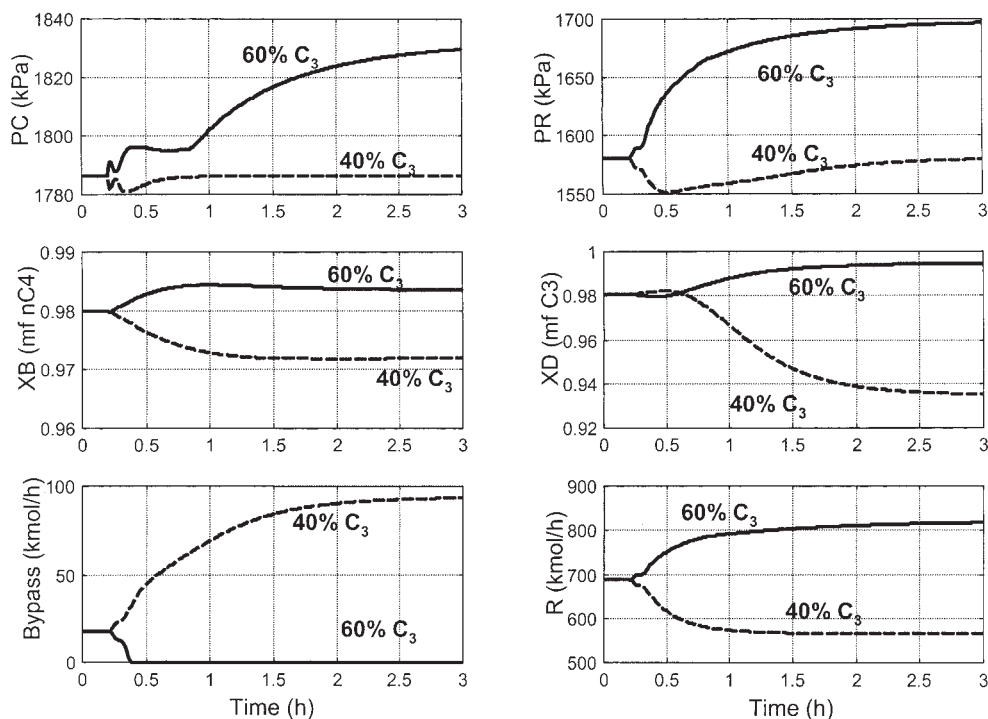 PC (kPa)
1840
1820
1800
1780
60% C3
40% C3
0 0.5 1 1.5 2 2.5 3
PR (kPa)
1700
1650
1600
1550
60% C3
40% C3
0 0.5 1 1.5 2 2.5 3
XB (mf nC4)
0.99
0.98
0.97
0.96
60% C3
40% C3
0 0.5 1 1.5 2 2.5 3
XD (mf C3)
1
0.98
0.96
0.94
0.92
60% C3
40% C3
0 0.5 1 1.5 2 2.5 3
Bypass (kmol/h)
100
50
0
40% C3
60% C3
0 0.5 1 1.5 2 2.5 3
Time (h)
R (kmol/h)
900
800
700
600
500
60% C3
40% C3
0 0.5 1 1.5 2 2.5 3
Time (h)